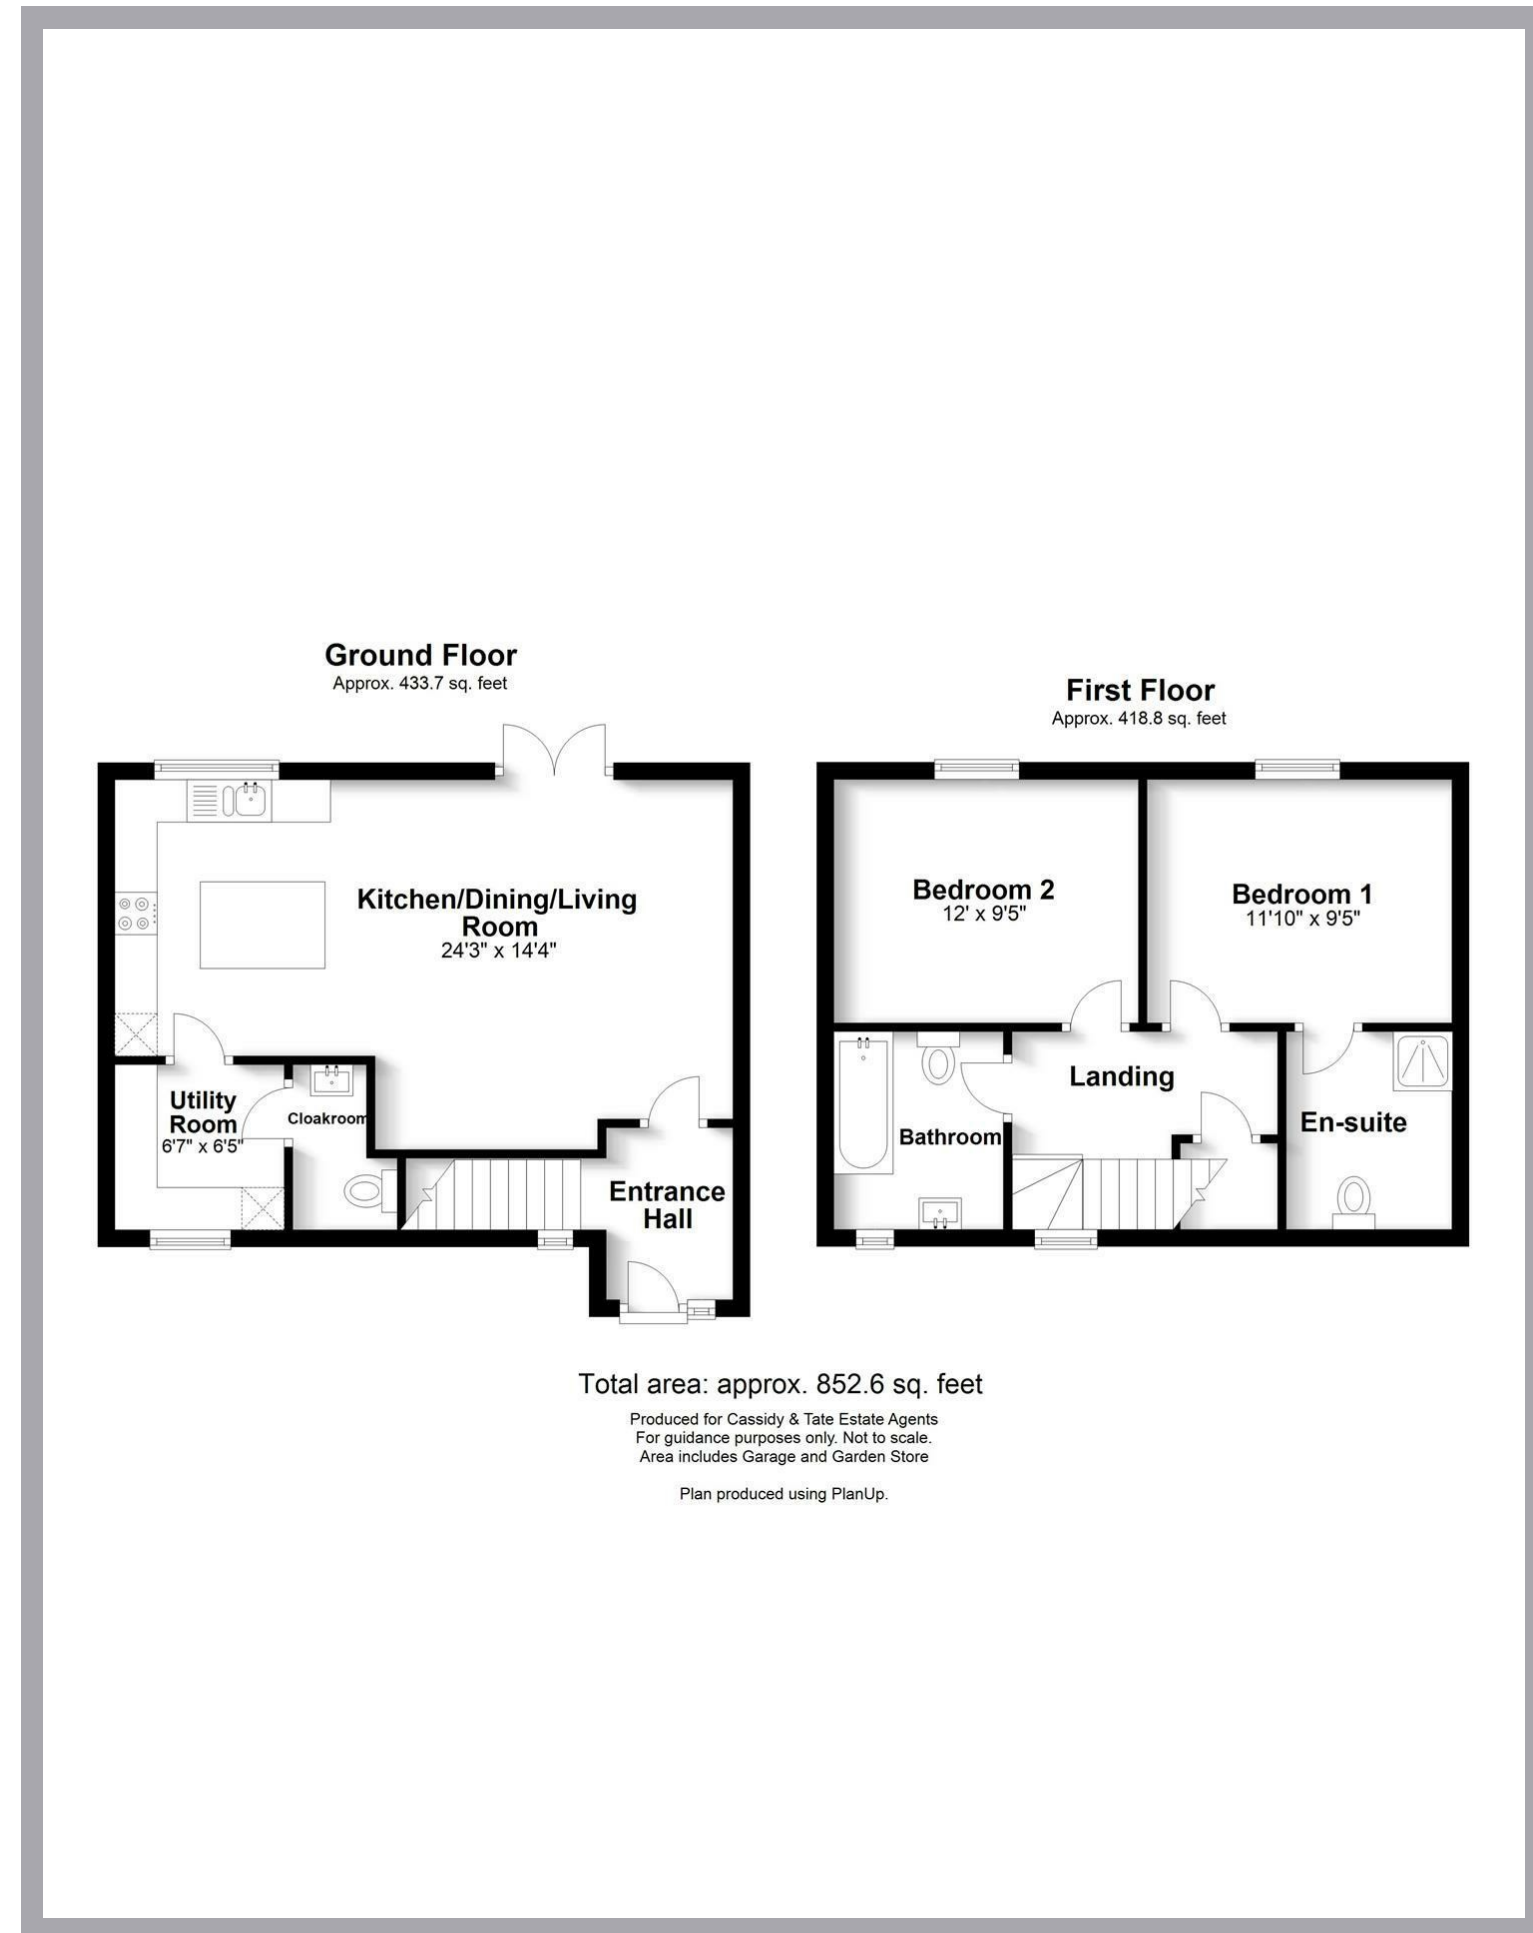 Ground Floor
Approx. 433.7 sq. feet
Kitchen/Dining/Living
Room
24'3" x 14'4"
Utility
Room
6'7" x 6'5"
Cloakroom
Entrance
Hall
First Floor
Approx. 418.8 sq. feet
Bedroom 2
12' x 9'5"
Bedroom 1
11'10" x 9'5"
Landing
Bathroom
En-suite
Total area: approx. 852.6 sq. feet
Produced for Cassidy & Tate Estate Agents
For guidance purposes only. Not to scale.
Area includes Garage and Garden Store
Plan produced using PlanUp.